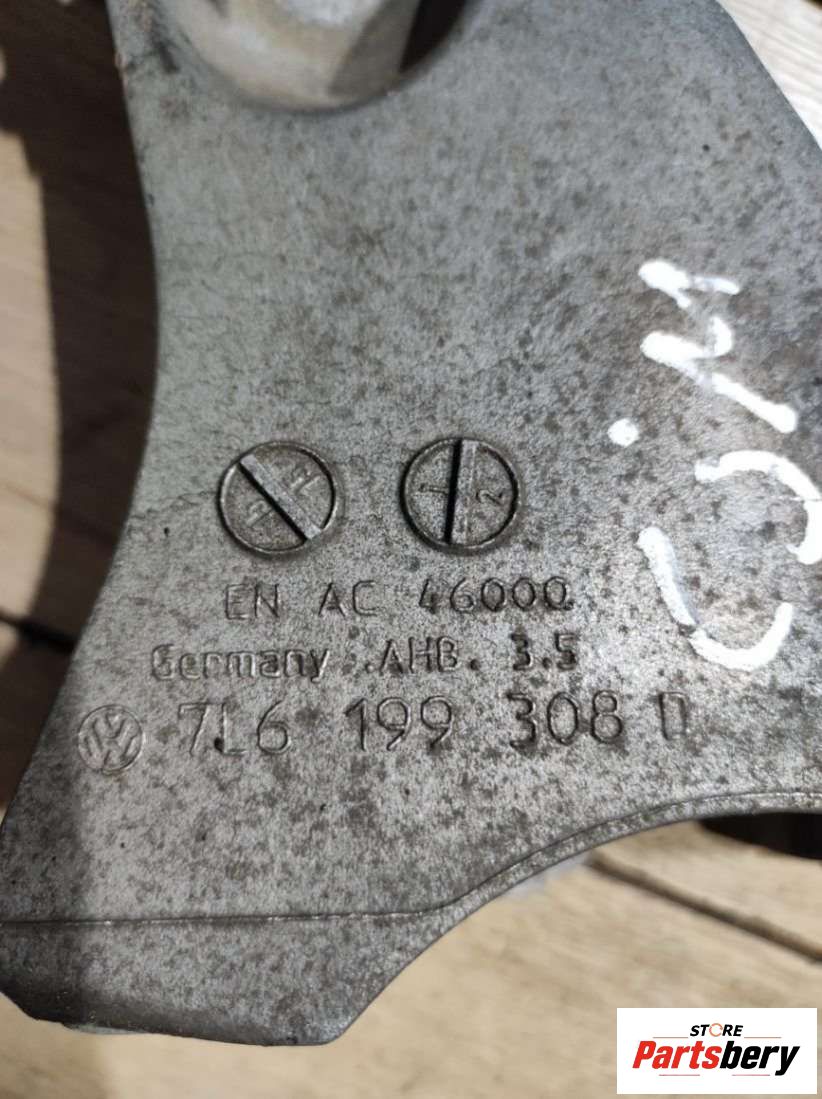 EN AC 46000
Germany .AHB. 3.5
7L6 199 308 D
STORE
Partsbery